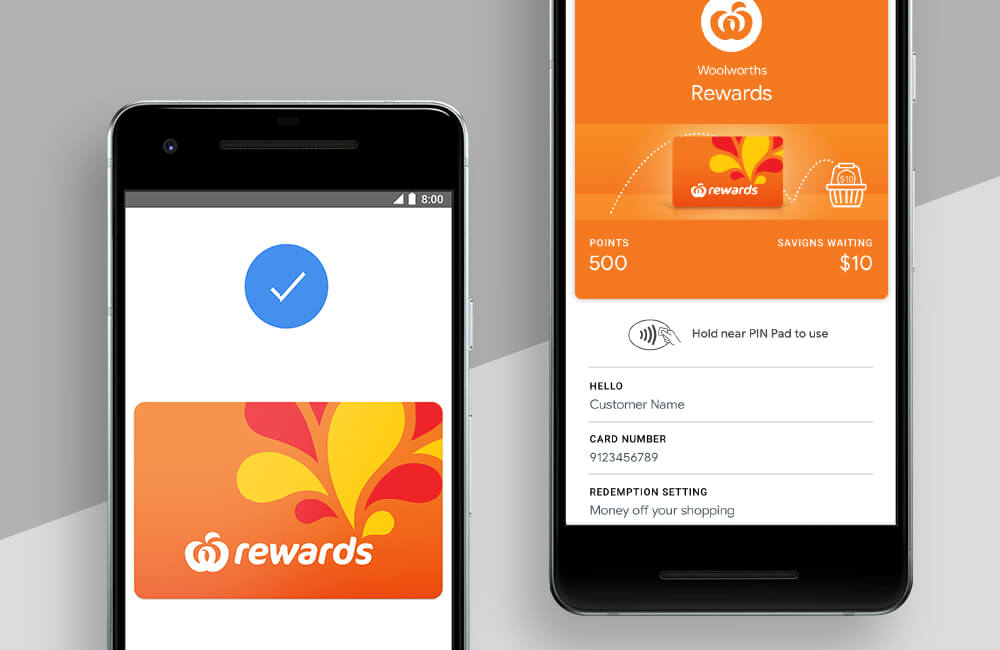 8:00
rewards
Woolworths
Rewards
rewards
$10
POINTS
SAVIGNS WAITING
500
$10
Hold near PIN Pad to use
HELLO
Customer Name
CARD NUMBER
9123456789
REDEMPTION SETTING
Money off your shopping